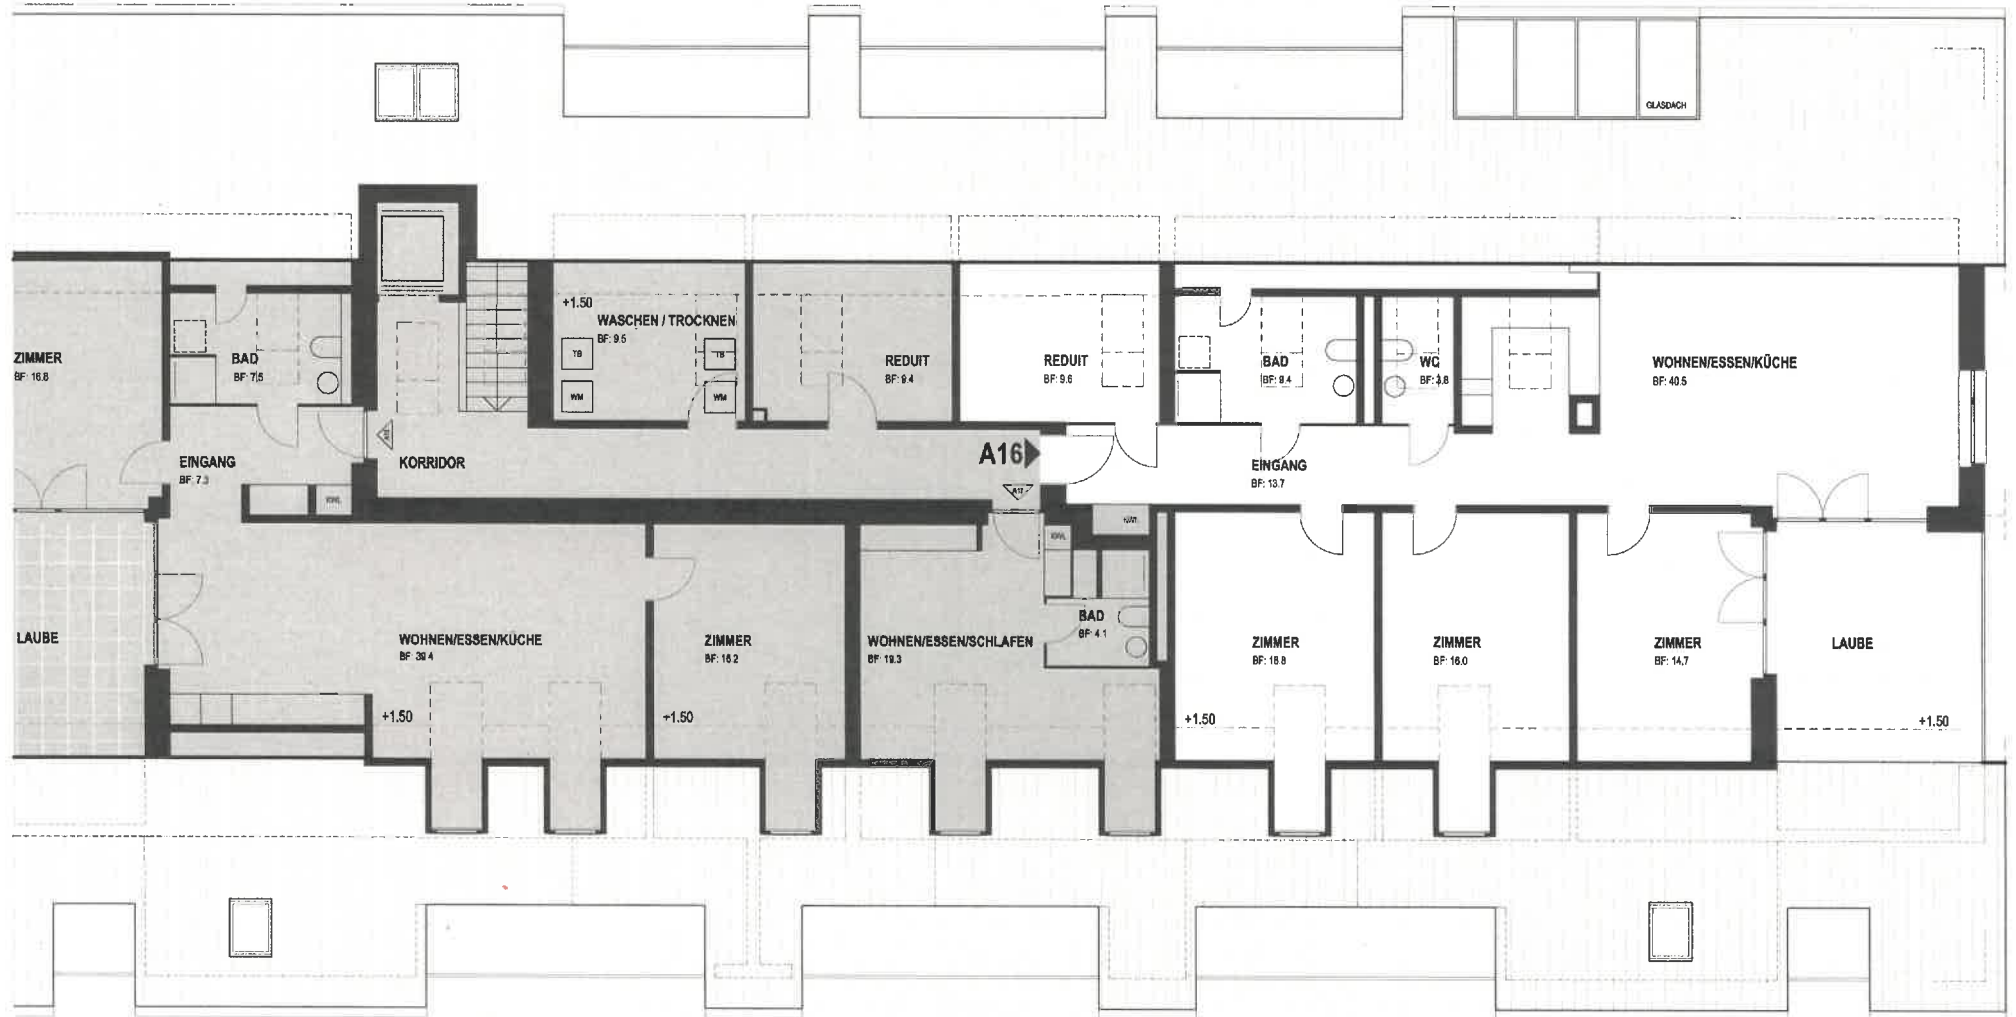 GLASDACH
+1.50
WASCHEN / TROCKNEN
BF: 9.5
TB
TB
WM
WM
ZIMMER
BF: 16.8
BAD
BF: 7.5
REDUIT
BF: 9.4
REDUIT
BF: 9.6
BAD
BF: 9.4
WC
BF: 3.8
WOHNEN/ESSEN/KÜCHE
BF: 40.5
EINGANG
BF: 7.3
KORRIDOR
A16
A17
EINGANG
BF: 13.7
LAUBE
WOHNEN/ESSEN/KÜCHE
BF: 39.4
ZIMMER
BF: 16.2
WOHNEN/ESSEN/SCHLAFEN
BF: 19.3
BAD
BF: 4.1
ZIMMER
BF: 18.8
ZIMMER
BF: 16.0
ZIMMER
BF: 14.7
LAUBE
+1.50
+1.50
+1.50
+1.50